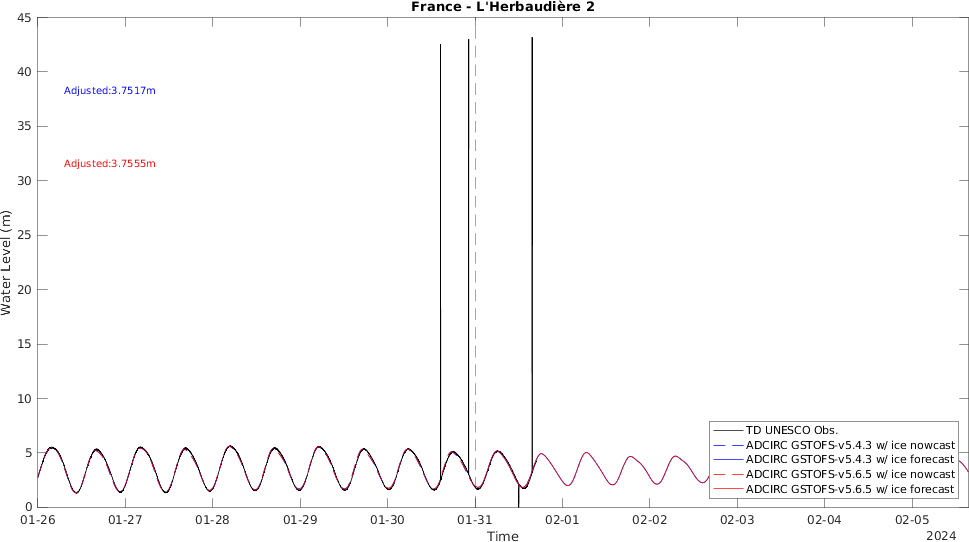 France - L'Herbaudière 2
45
40
35
30
25
20
15
10
5
0
Water Level (m)
Adjusted:3.7517m
Adjusted:3.7555m
TD UNESCO Obs.
ADCIRC GSTOFS-v5.4.3 w/ ice nowcast
ADCIRC GSTOFS-v5.4.3 w/ ice forecast
ADCIRC GSTOFS-v5.6.5 w/ ice nowcast
ADCIRC GSTOFS-v5.6.5 w/ ice forecast
01-26 01-27 01-28 01-29 01-30 01-31 02-01 02-02 02-03 02-04 02-05
Time
2024